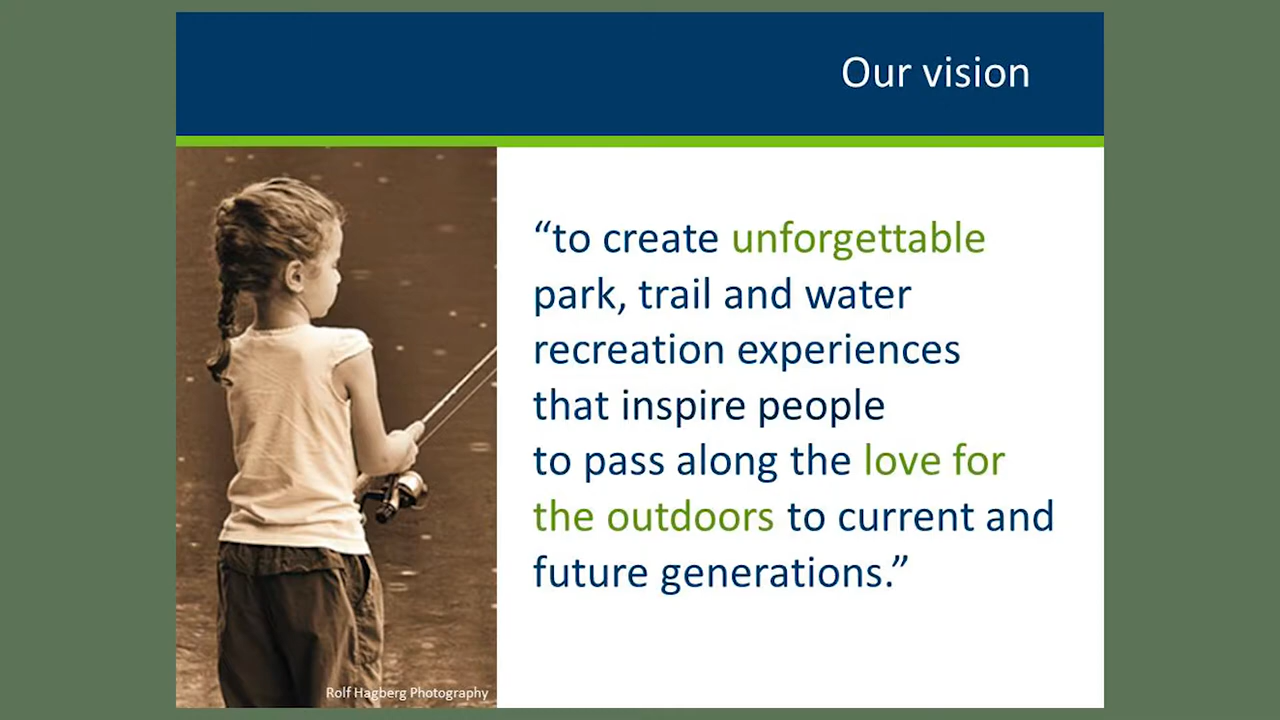 Our vision
“to create unforgettable
park, trail and water
recreation experiences
that inspire people
to pass along the love for
the outdoors to current and
future generations.”
Rolf Hagberg Photography